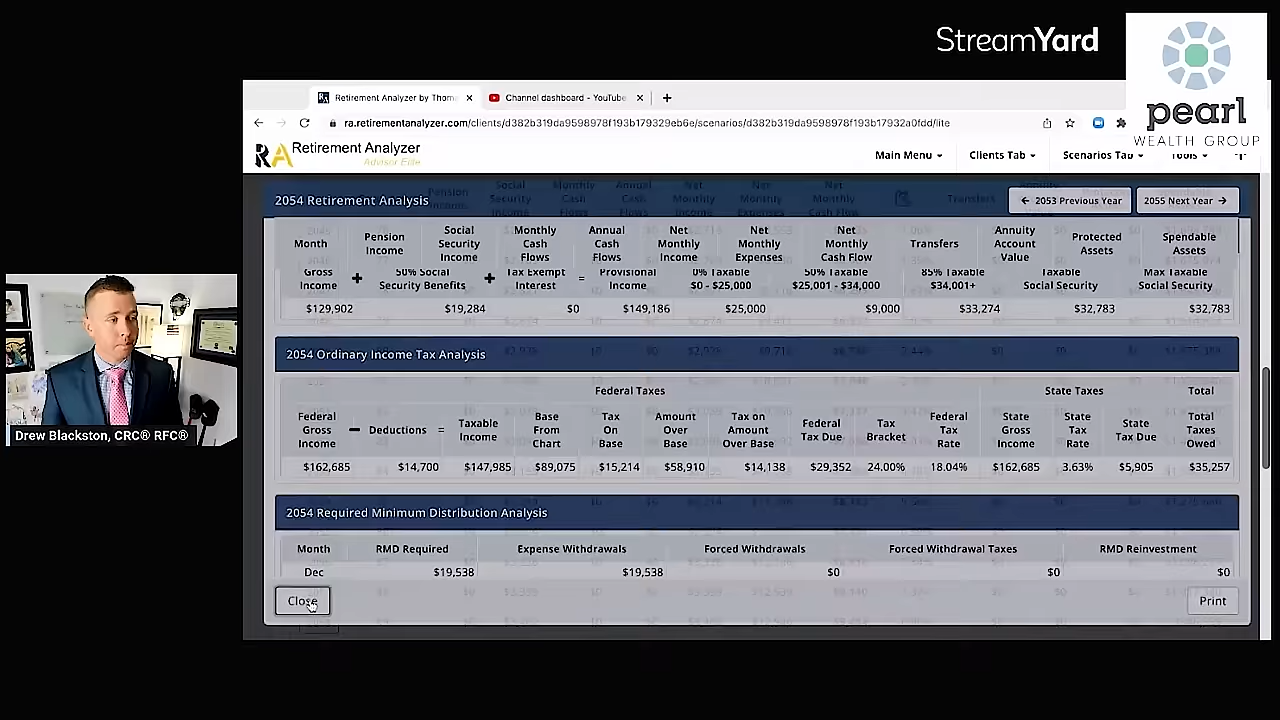 StreamYard
pearl
WEALTH GROUP
Retirement Analyzer by Thom
Channel dashboard - YouTube
ra.retirementanalyzer.com/clients/d382b319da9598978f193b179329eb6e/scenarios/d382b319da9598978f193b17932a0fdd/lite
RA Retirement Analyzer
Advisor Elite
Main Menu Clients Tab Scenarios Tab Tools
2054 Retirement Analysis
← 2053 Previous Year 2055 Next Year →
Month Pension Income Social Security Income Monthly Cash Flows Annual Cash Flows Net Monthly Income Net Monthly Expenses Net Monthly Cash Flow Transfers Annuity Account Value Protected Assets Spendable Assets
Gross Income + 50% Social Security Benefits + Tax Exempt Interest = Provisional Income 0% Taxable $0 - $25,000 50% Taxable $25,001 - $34,000 85% Taxable $34,001+ Taxable Social Security Max Taxable Social Security
$129,902 $19,284 $0 $149,186 $25,000 $9,000 $33,274 $32,783 $32,783
2054 Ordinary Income Tax Analysis
Federal Taxes State Taxes Total
Federal Gross Income − Deductions = Taxable Income Base From Chart Tax On Base Amount Over Base Tax on Amount Over Base Federal Tax Due Tax Bracket Federal Tax Rate State Gross Income State Tax Rate State Tax Due Total Taxes Owed
$162,685 $14,700 $147,985 $89,075 $15,214 $58,910 $14,138 $29,352 24.00% 18.04% $162,685 3.63% $5,905 $35,257
2054 Required Minimum Distribution Analysis
Month RMD Required Expense Withdrawals Forced Withdrawals Forced Withdrawal Taxes RMD Reinvestment
Dec $19,538 $19,538 $0 $0 $0
Close Print
Drew Blackston, CRC® RFC®